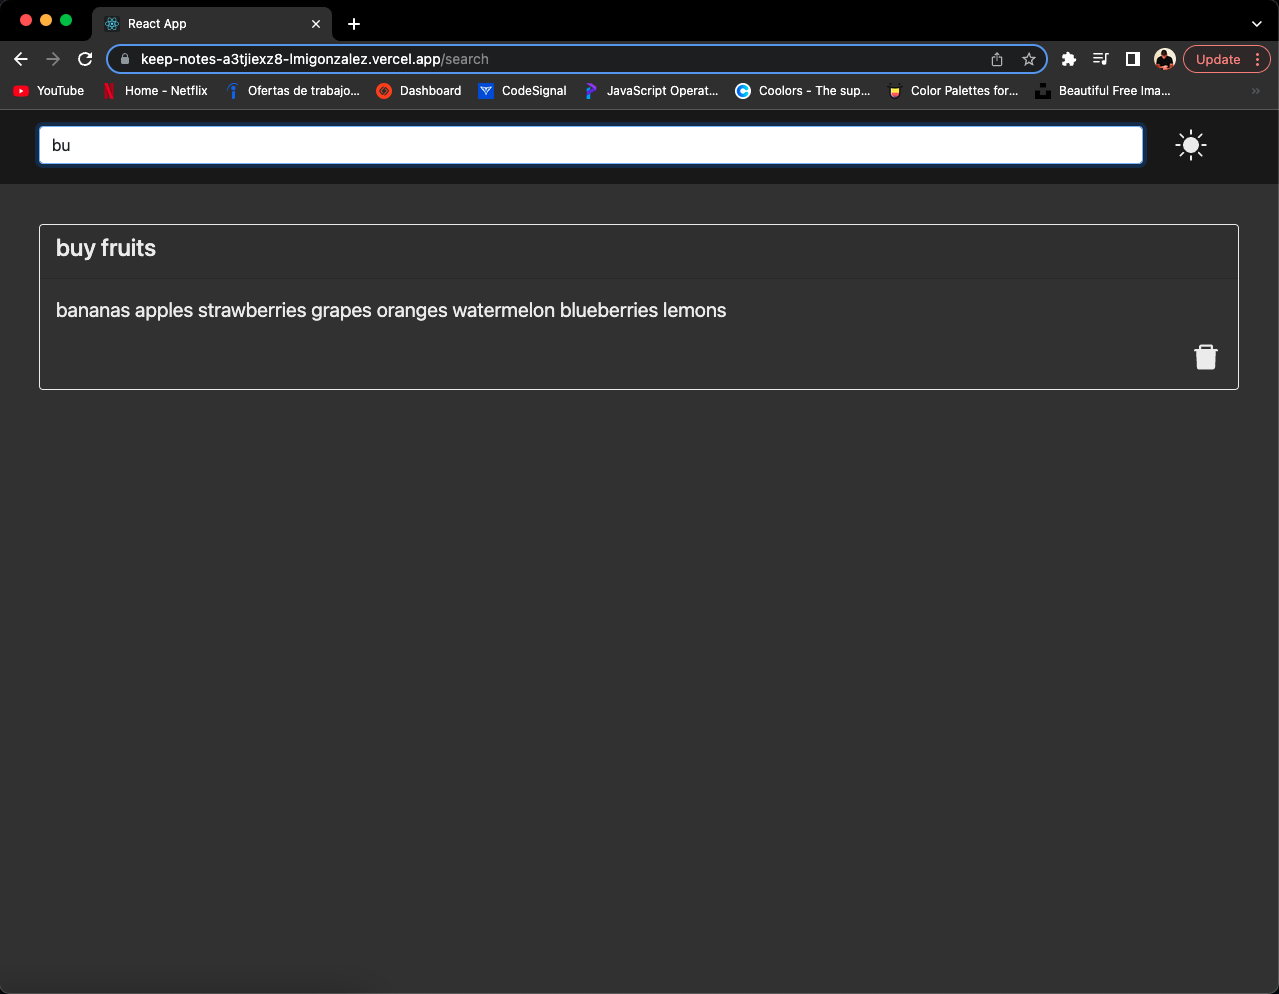 React App
keep-notes-a3tjiexz8-lmigonzalez.vercel.app/search
Update
YouTube
Home - Netflix
Ofertas de trabajo...
Dashboard
CodeSignal
JavaScript Operat...
Coolors - The sup...
Color Palettes for...
Beautiful Free Ima...
bu
buy fruits
bananas apples strawberries grapes oranges watermelon blueberries lemons